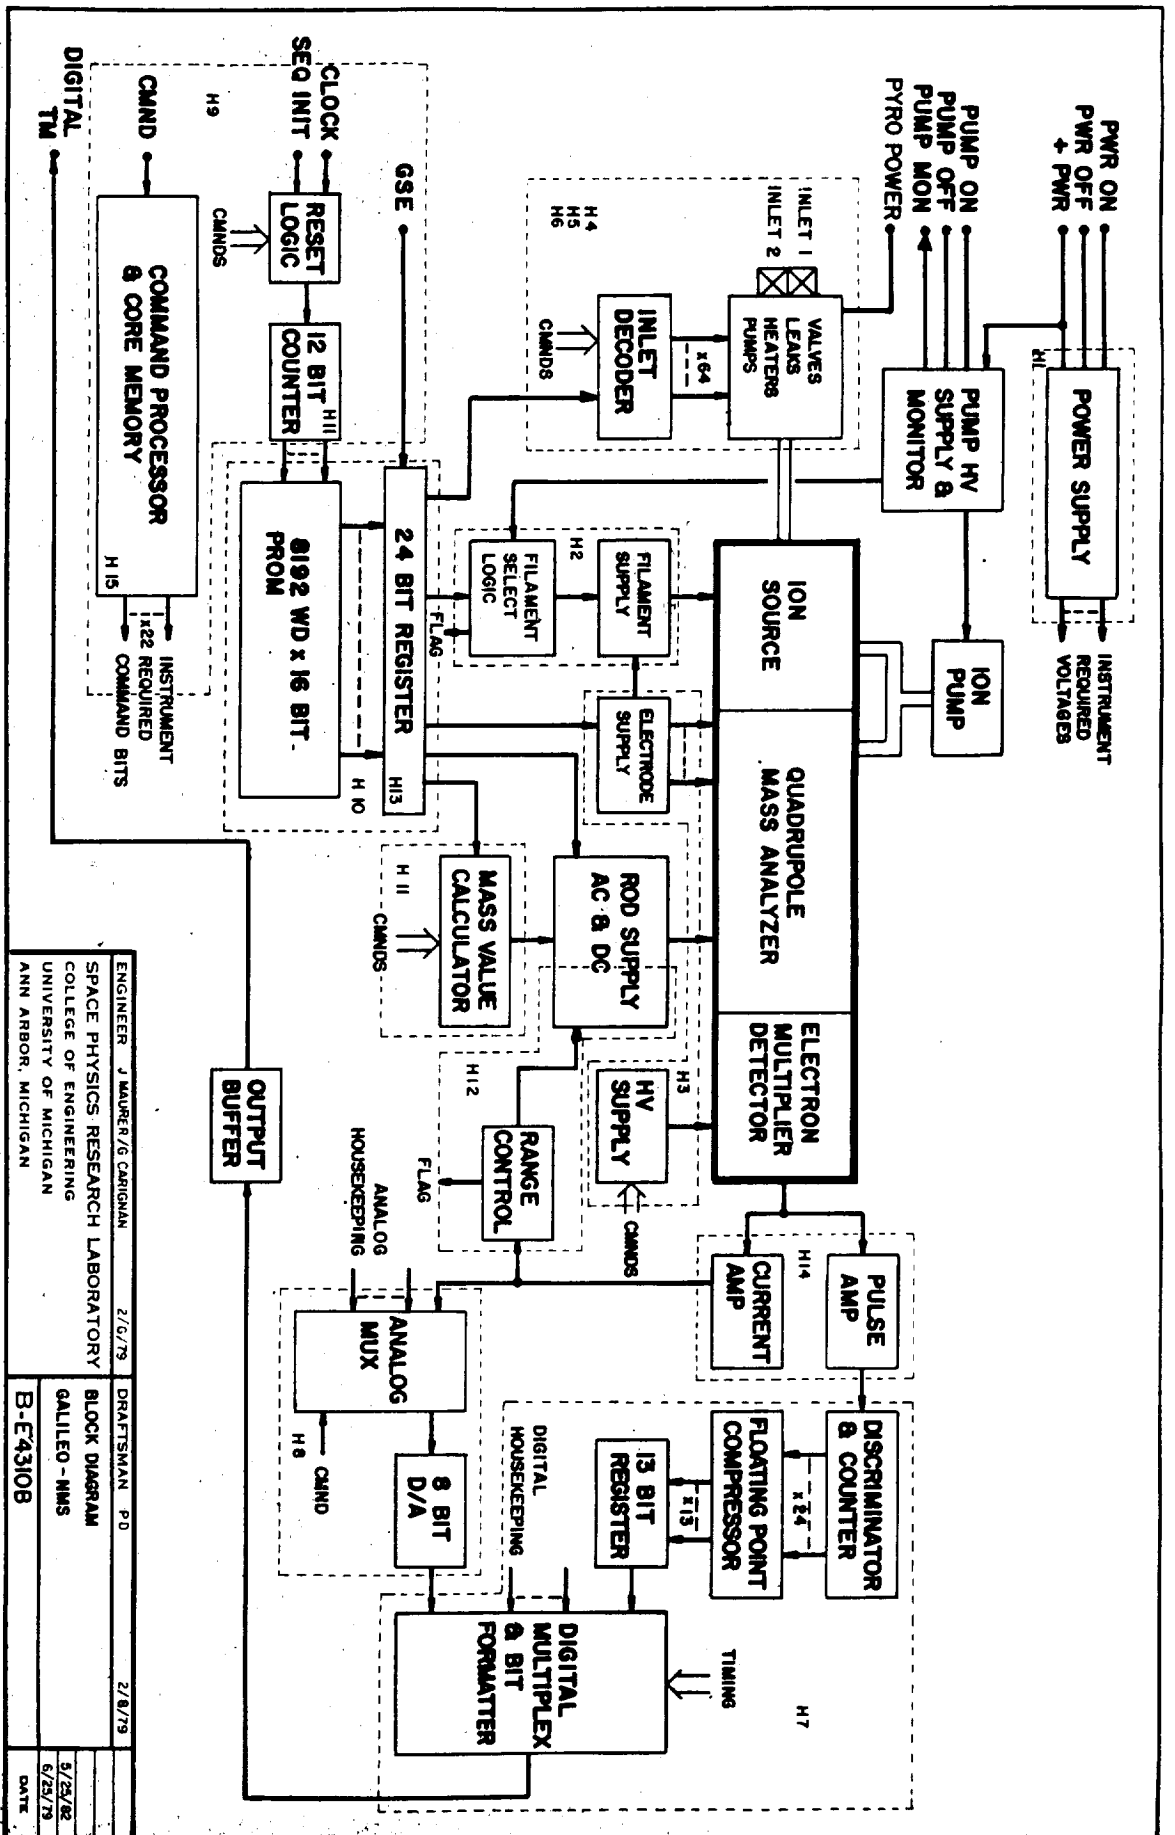 PWR ON
PWR OFF
+ PWR
PUMP ON
PUMP OFF
PUMP MON
PYRO POWER
H1
POWER SUPPLY
INSTRUMENT
REQUIRED
VOLTAGES
PUMP HV
SUPPLY &
MONITOR
ION
PUMP
INLET 1
INLET 2
H4
H5
H6
VALVES
LEAKS
HEATERS
PUMPS
x64
INLET
DECODER
CMNDS
ION
SOURCE
QUADRUPOLE
MASS ANALYZER
ELECTRON
MULTIPLIER
DETECTOR
H2
FILAMENT
SUPPLY
FILAMENT
SELECT
LOGIC
FLAG
ELECTRODE
SUPPLY
ROD SUPPLY
AC & DC
H3
HV
SUPPLY
CMNDS
H14
PULSE
AMP
CURRENT
AMP
DISCRIMINATOR
& COUNTER
x24
FLOATING POINT
COMPRESSOR
x13
13 BIT
REGISTER
TIMING
H7
DIGITAL
HOUSEKEEPING
DIGITAL
MULTIPLEX
& BIT
FORMATTER
GSE
CLOCK
SEQ INIT
RESET
LOGIC
CMNDS
12 BIT
COUNTER
H11
24 BIT REGISTER
H13
8192 WD x 16 BIT.
PROM
H 10
H 11
MASS VALUE
CALCULATOR
CMNDS
H12
RANGE
CONTROL
FLAG
ANALOG
HOUSEKEEPING
ANALOG
MUX
H8
CMND
8 BIT
D/A
H9
CMND
COMMAND PROCESSOR
& CORE MEMORY
H15
INSTRUMENT
x22 REQUIRED
COMMAND BITS
DIGITAL
TM
OUTPUT
BUFFER
ENGINEER J MAURER/G CARIGNAN 2/6/79
DRAFTSMAN PD 2/8/79
SPACE PHYSICS RESEARCH LABORATORY
COLLEGE OF ENGINEERING
UNIVERSITY OF MICHIGAN
ANN ARBOR, MICHIGAN
BLOCK DIAGRAM
GALILEO-NMS
B-E4310B
5/25/82
6/25/79
DATE